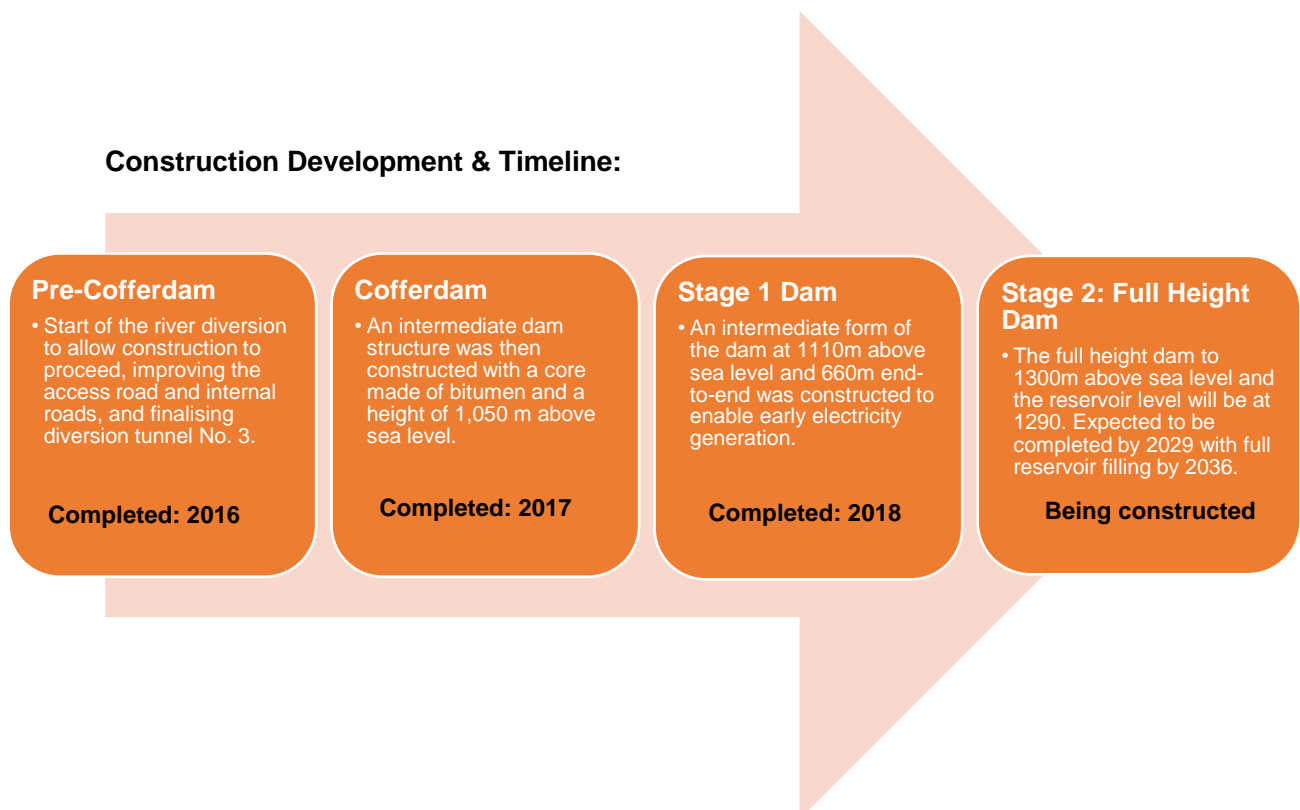 Construction Development & Timeline:
Pre-Cofferdam
• Start of the river diversion
to allow construction to
proceed, improving the
access road and internal
roads, and finalising
diversion tunnel No. 3.
Completed: 2016
Cofferdam
• An intermediate dam
structure was then
constructed with a core
made of bitumen and a
height of 1,050 m above
sea level.
Completed: 2017
Stage 1 Dam
• An intermediate form of
the dam at 1110m above
sea level and 660m end-
to-end was constructed to
enable early electricity
generation.
Completed: 2018
Stage 2: Full Height
Dam
• The full height dam to
1300m above sea level and
the reservoir level will be at
1290. Expected to be
completed by 2029 with full
reservoir filling by 2036.
Being constructed